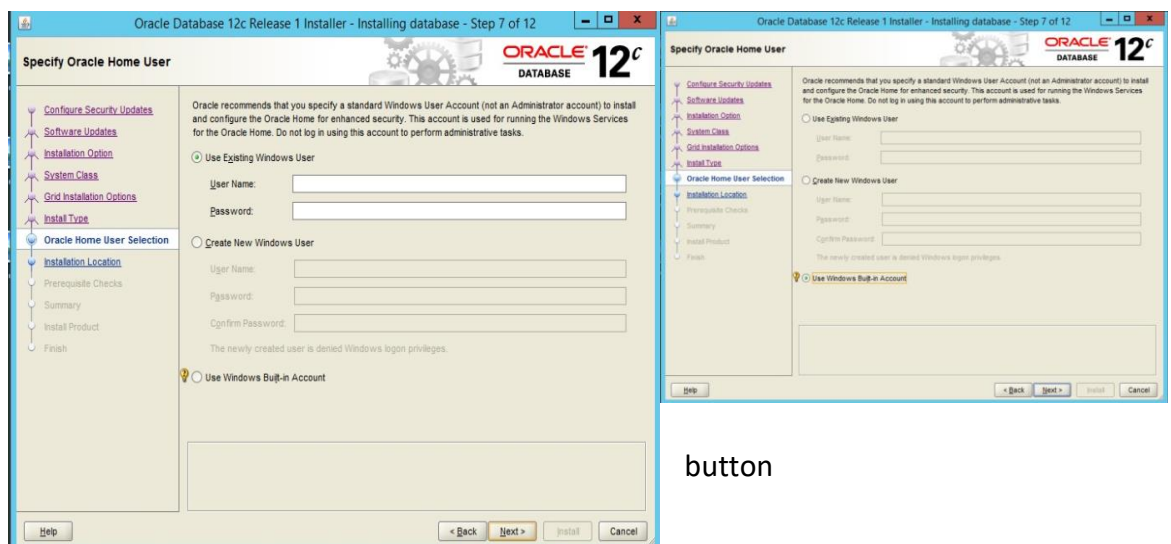 Oracle Database 12c Release 1 Installer - Installing database - Step 7 of 12
Specify Oracle Home User
ORACLE
DATABASE
12c
Configure Security Updates
Software Updates
Installation Option
System Class
Grid Installation Options
Install Type
Oracle Home User Selection
Installation Location
Prerequisite Checks
Summary
Install Product
Finish
Oracle recommends that you specify a standard Windows User Account (not an Administrator account) to install
and configure the Oracle Home for enhanced security. This account is used for running the Windows Services
for the Oracle Home. Do not log in using this account to perform administrative tasks.
Use Existing Windows User
User Name:
Password:
Create New Windows User
User Name:
Password:
Confirm Password:
The newly created user is denied Windows logon privileges.
Use Windows Built-in Account
Help
< Back
Next >
Install
Cancel
Oracle Database 12c Release 1 Installer - Installing database - Step 7 of 12
Specify Oracle Home User
ORACLE
DATABASE
12c
Configure Security Updates
Software Updates
Installation Option
System Class
Grid Installation Options
Install Type
Oracle Home User Selection
Installation Location
Prerequisite Checks
Summary
Install Product
Finish
Oracle recommends that you specify a standard Windows User Account (not an Administrator account) to install
and configure the Oracle Home for enhanced security. This account is used for running the Windows Services
for the Oracle Home. Do not log in using this account to perform administrative tasks.
Use Existing Windows User
User Name:
Password:
Create New Windows User
User Name:
Password:
Confirm Password:
The newly created user is denied Windows logon privileges.
Use Windows Built-in Account
Help
< Back
Next >
Install
Cancel
button